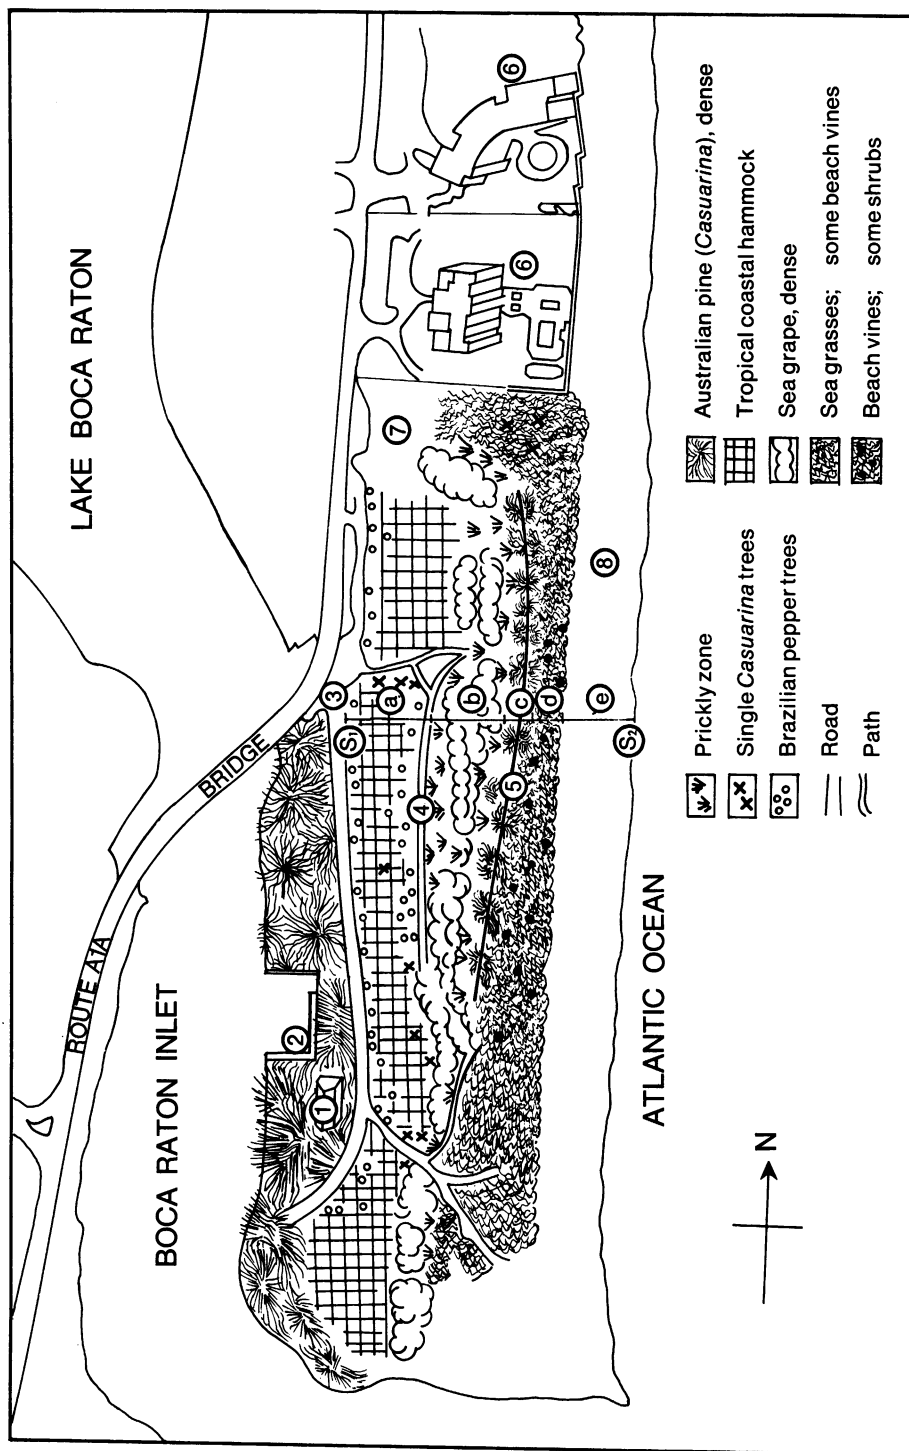 LAKE BOCA RATON
ROUTE A1A
BRIDGE
BOCA RATON INLET
ATLANTIC OCEAN
N
1
2
3
4
5
6
6
7
8
S1
S2
a
b
c
d
e
Prickly zone
Single Casuarina trees
Brazilian pepper trees
Road
Path
Australian pine (Casuarina), dense
Tropical coastal hammock
Sea grape, dense
Sea grasses; some beach vines
Beach vines; some shrubs